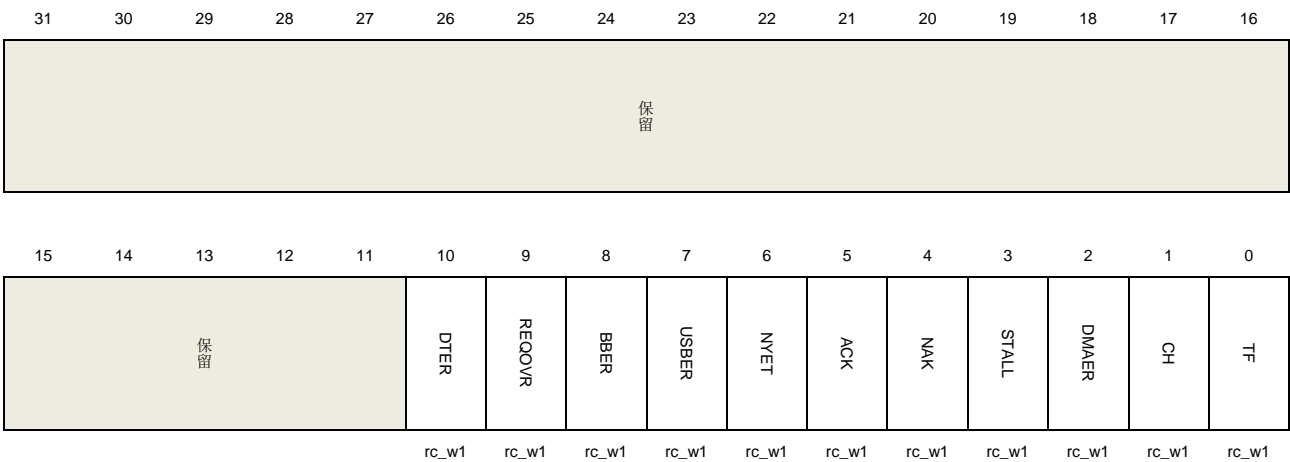 31 30 29 28 27 26 25 24 23 22 21 20 19 18 17 16
保留
15 14 13 12 11 10 9 8 7 6 5 4 3 2 1 0
保留 DTER REQOVR BBER USBER NYET ACK NAK STALL DMAER CH TF
rc_w1 rc_w1 rc_w1 rc_w1 rc_w1 rc_w1 rc_w1 rc_w1 rc_w1 rc_w1 rc_w1